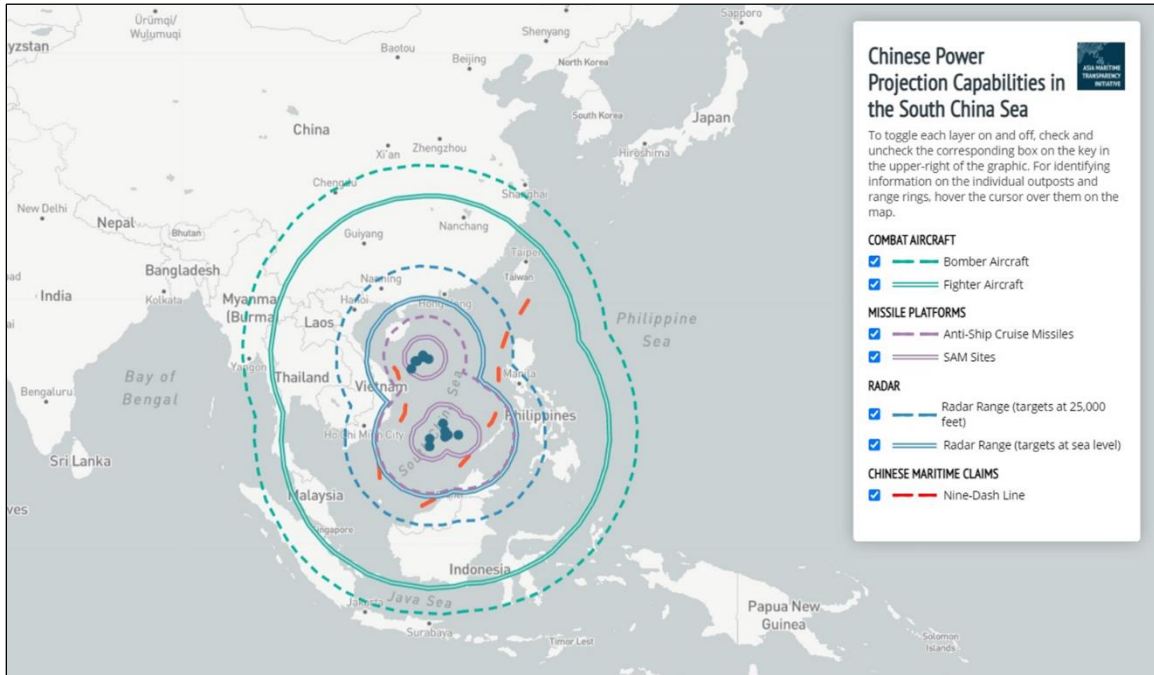 Ürümqi/
Wulumuqi
yzstan
Baotou
Beijing
Shenyang
Sapporo
North Korea
South Korea
Japan
Hiroshima
China
Xi'an
Zhengzhou
Chengdu
Shanghai
New Delhi
Nepal
Bhutan
Nanchang
Guiyang
Taipei
Taiwan
Bangladesh
Kolkata
India
Myanmar
(Burma)
Nanning
Hanoi
Hong Kong
Laos
Philippine
Sea
Yangon
Thailand
Vietnam
Manila
Philippines
Bay of
Bengal
Bengaluru
Ho Chi Minh City
South China Sea
Sri Lanka
Malaysia
Singapore
ves
Indonesia
Java Sea
Jakarta
Surabaya
Timor Lest
Papua New
Guinea
Solomon
Islands
Chinese Power
Projection Capabilities in
the South China Sea
ASIA MARITIME
TRANSPARENCY
INITIATIVE
To toggle each layer on and off, check and
uncheck the corresponding box on the key in
the upper-right of the graphic. For identifying
information on the individual outposts and
range rings, hover the cursor over them on the
map.
COMBAT AIRCRAFT
Bomber Aircraft
Fighter Aircraft
MISSILE PLATFORMS
Anti-Ship Cruise Missiles
SAM Sites
RADAR
Radar Range (targets at 25,000
feet)
Radar Range (targets at sea level)
CHINESE MARITIME CLAIMS
Nine-Dash Line